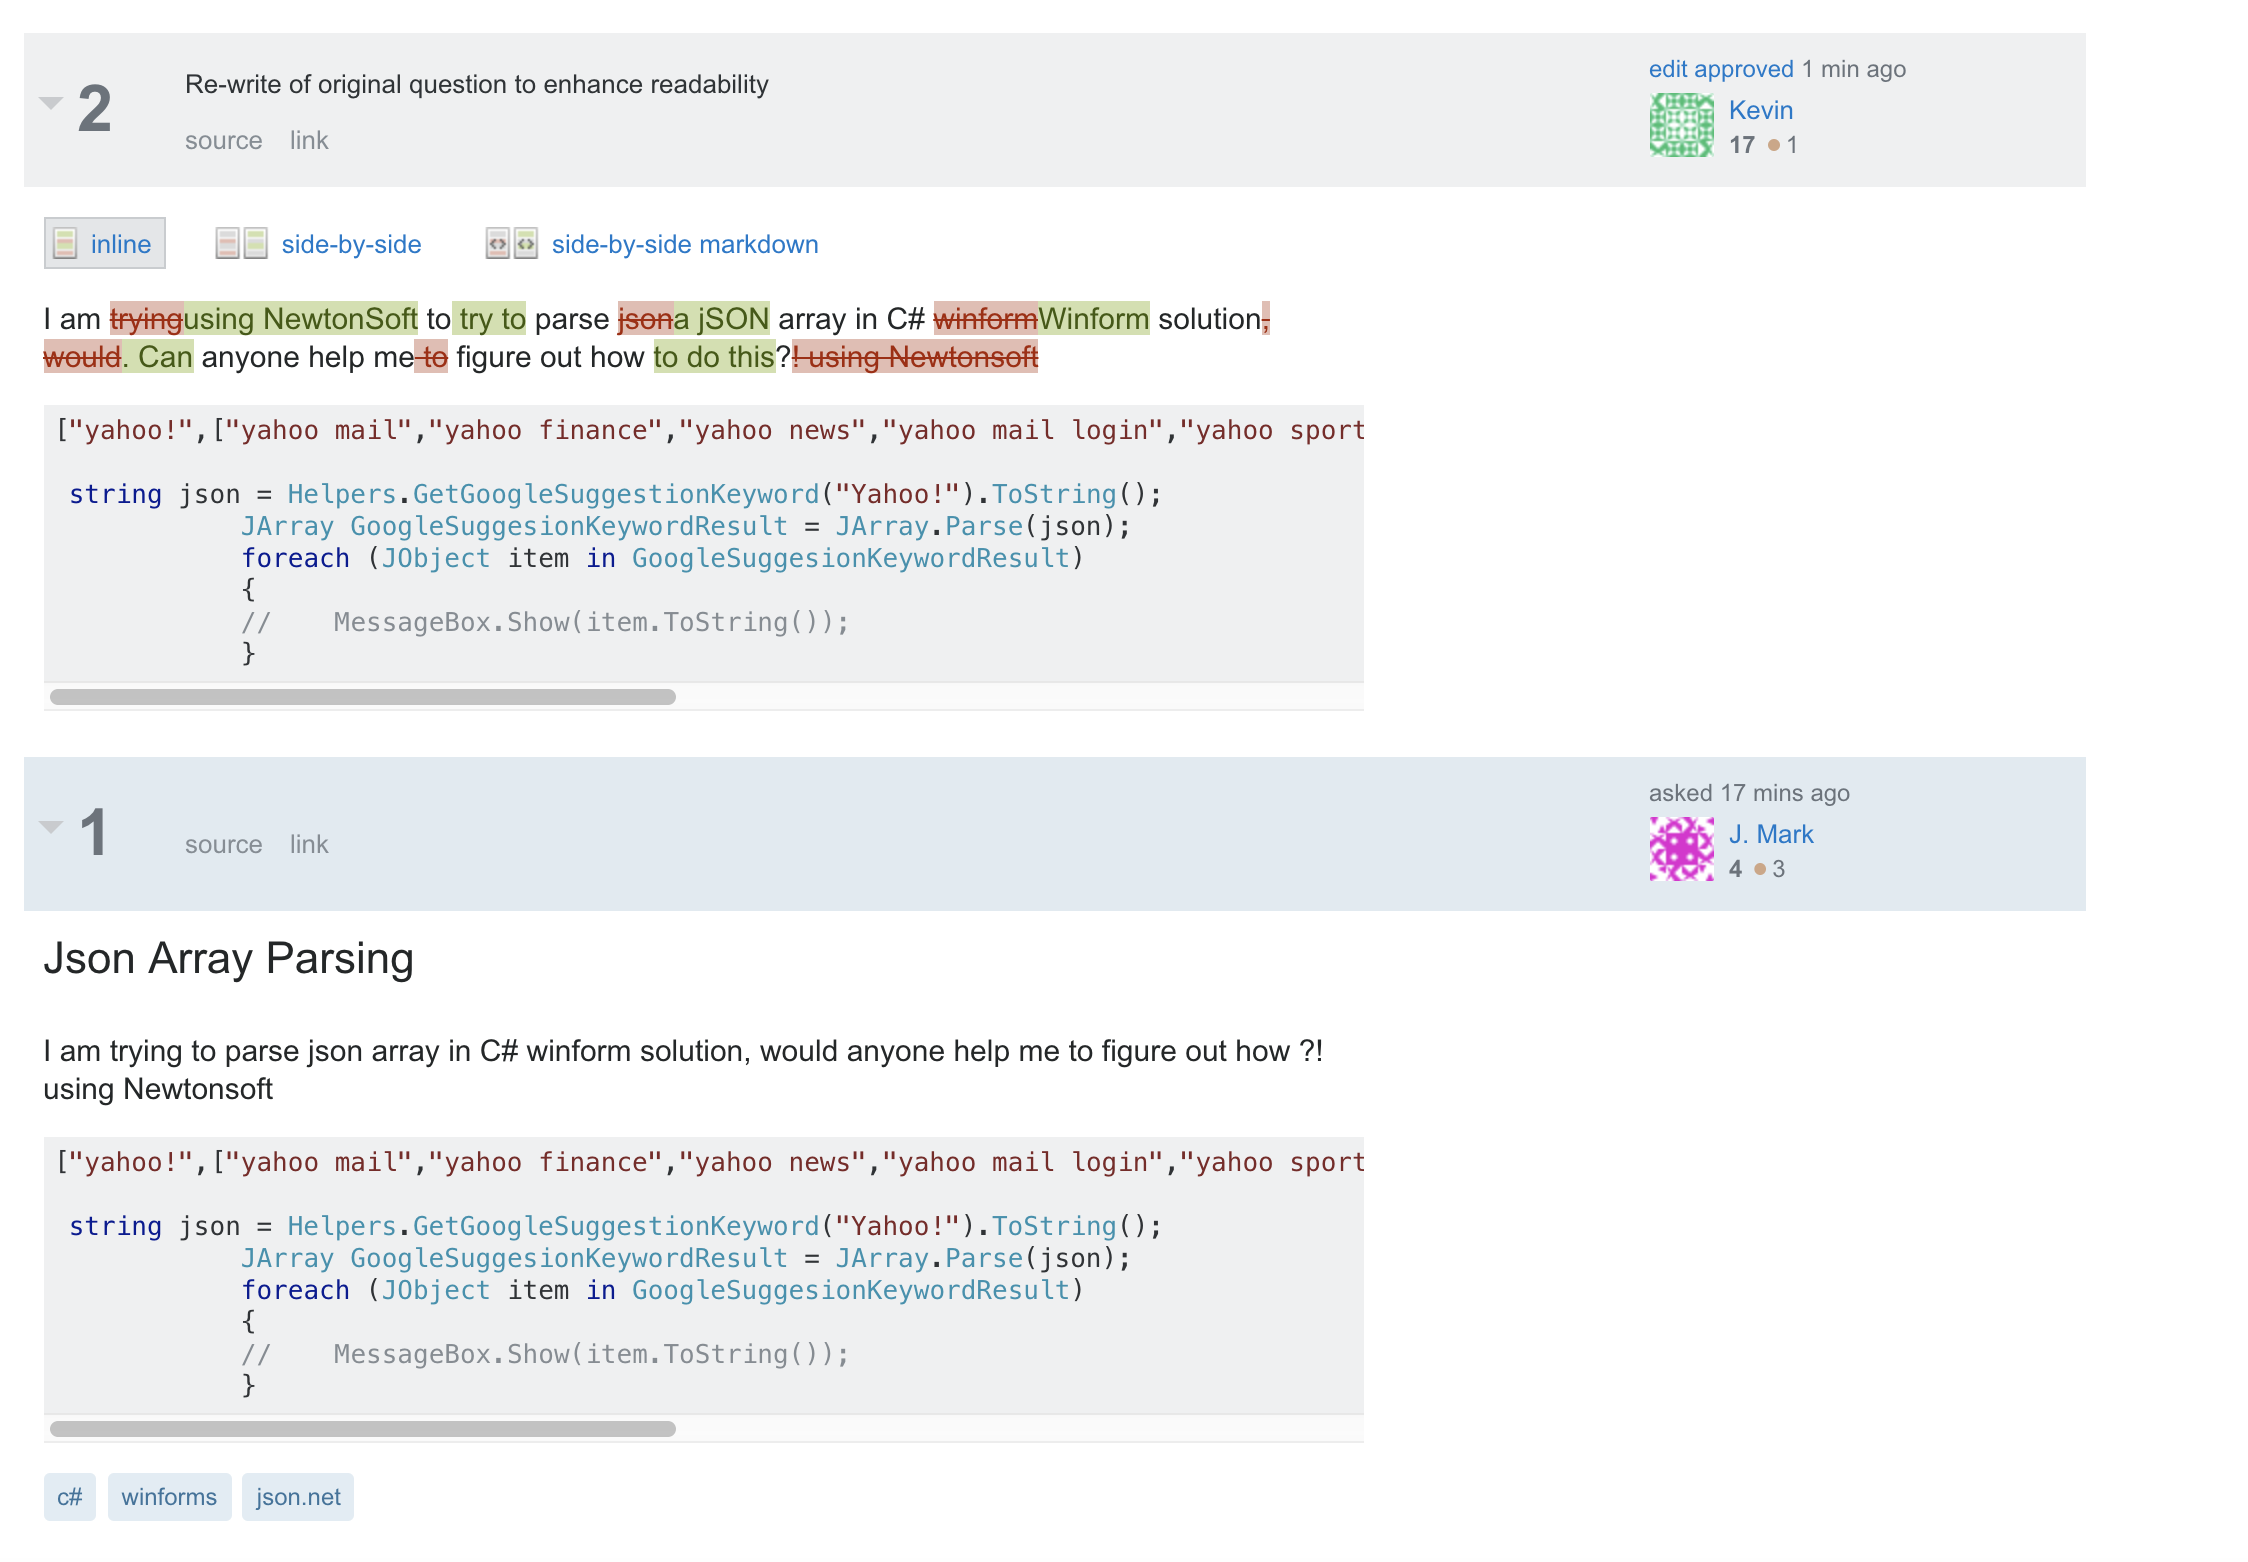 2
Re-write of original question to enhance readability
source link
edit approved 1 min ago
Kevin
17 1
inline side-by-side side-by-side markdown
I am tryingusing NewtonSoft to try to parse jsona jSON array in C# winformWinform solution,
would. Can anyone help me to figure out how to do this?! using Newtonsoft
["yahoo!",["yahoo mail","yahoo finance","yahoo news","yahoo mail login","yahoo sport
string json = Helpers.GetGoogleSuggestionKeyword("Yahoo!").ToString();
JArray GoogleSuggesionKeywordResult = JArray.Parse(json);
foreach (JObject item in GoogleSuggesionKeywordResult)
{
// MessageBox.Show(item.ToString());
}
1
source link
asked 17 mins ago
J. Mark
4 3
Json Array Parsing
I am trying to parse json array in C# winform solution, would anyone help me to figure out how ?!
using Newtonsoft
["yahoo!",["yahoo mail","yahoo finance","yahoo news","yahoo mail login","yahoo sport
string json = Helpers.GetGoogleSuggestionKeyword("Yahoo!").ToString();
JArray GoogleSuggesionKeywordResult = JArray.Parse(json);
foreach (JObject item in GoogleSuggesionKeywordResult)
{
// MessageBox.Show(item.ToString());
}
c# winforms json.net